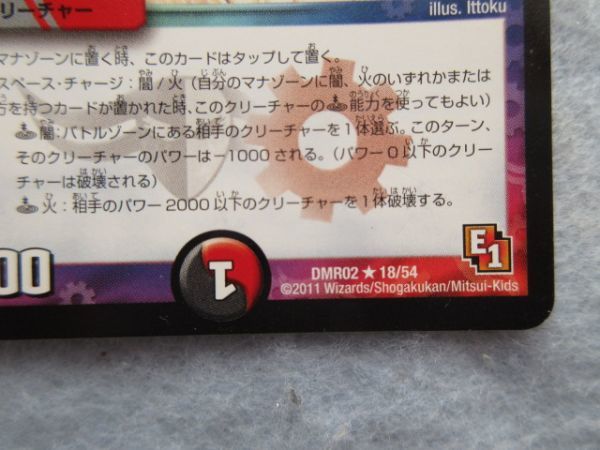 illus. Ittoku
クリーチャー
マナゾーンに置く時、このカードはタップして置く。
スペース・チャージ：闇/火（自分のマナゾーンに闇、火のいずれかまたは
方を持つカードが置かれた時、このクリーチャーの能力を使ってもよい）
闇：バトルゾーンにある相手のクリーチャーを1体選ぶ。このターン、
そのクリーチャーのパワーは-1000される。（パワー0以下のクリー
チャーは破壊される）
火：相手のパワー2000以下のクリーチャーを1体破壊する。
00
1
E1
DMR02 ★ 18/54
©2011 Wizards/Shogakukan/Mitsui-Kids